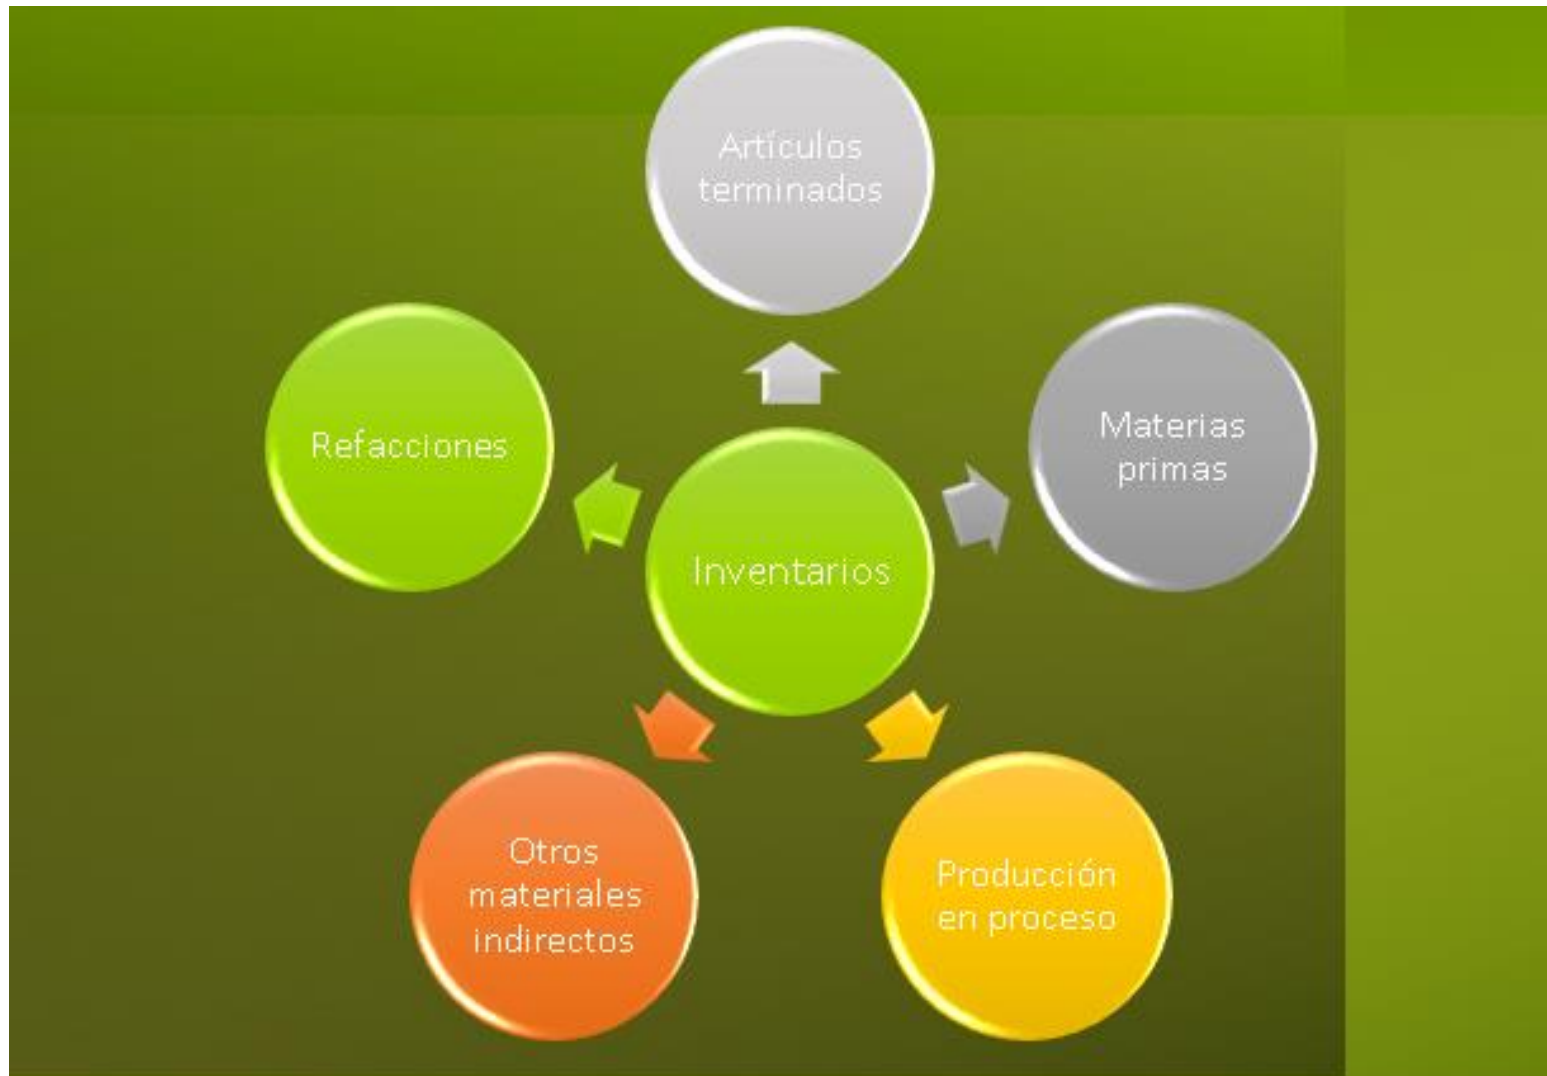 Artículos
terminados
Refacciones
Materias
primas
Inventarios
Otros
materiales
indirectos
Producción
en proceso